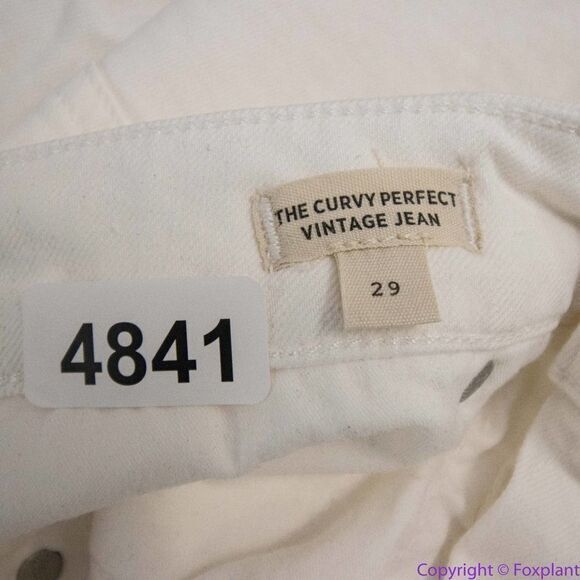 THE CURVY PERFECT
VINTAGE JEAN
29
4841
Copyright © Foxplant